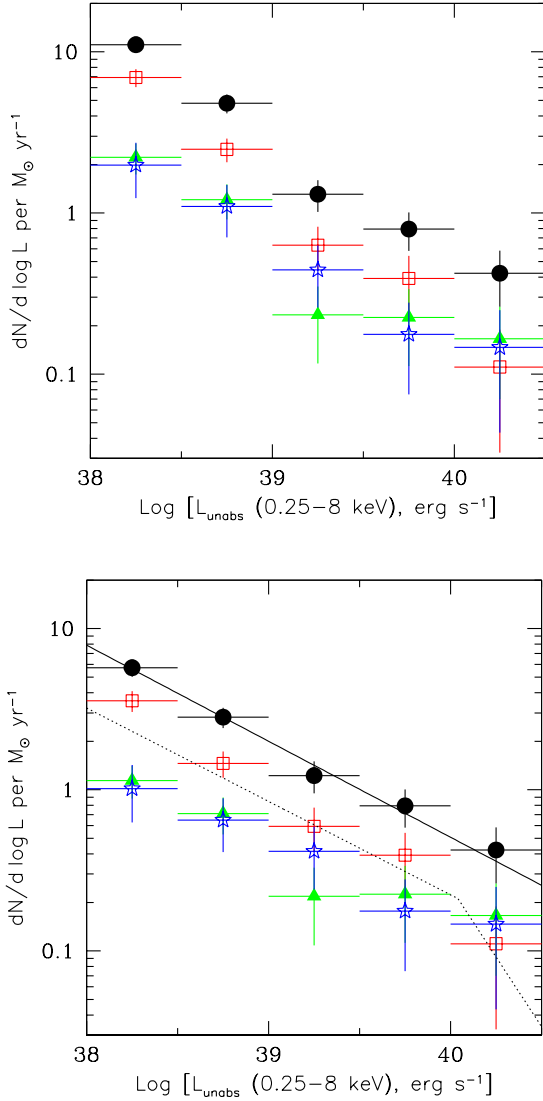 10
1
0.1
dN/d log L per M⊙ yr⁻¹
38 39 40
Log [L_unabs (0.25−8 keV), erg s⁻¹]
10
1
0.1
dN/d log L per M⊙ yr⁻¹
38 39 40
Log [L_unabs (0.25−8 keV), erg s⁻¹]